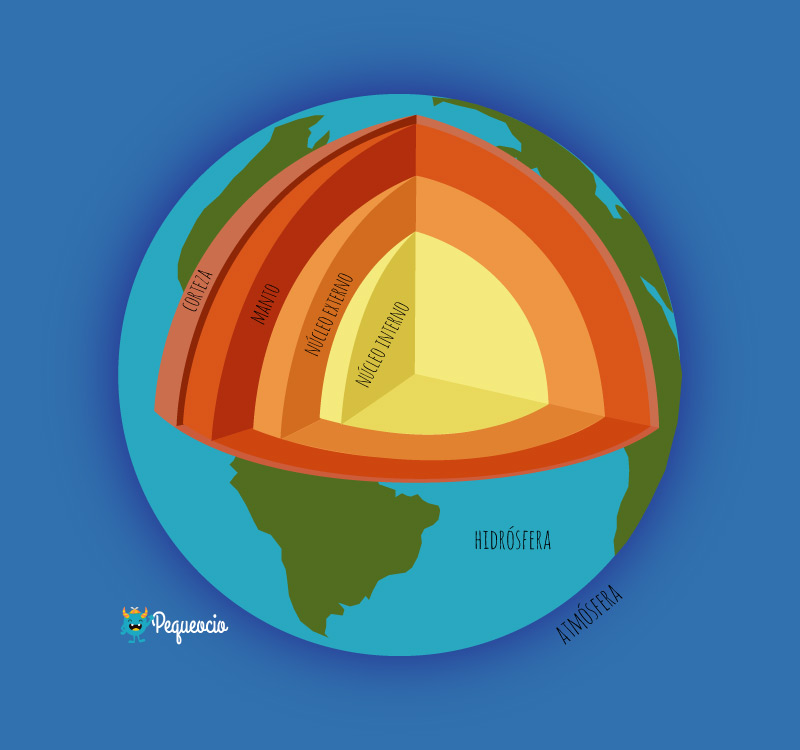 CORTEZA
MANTO
NÚCLEO EXTERNO
NÚCLEO INTERNO
HIDRÓSFERA
ATMÓSFERA
Pequeocio